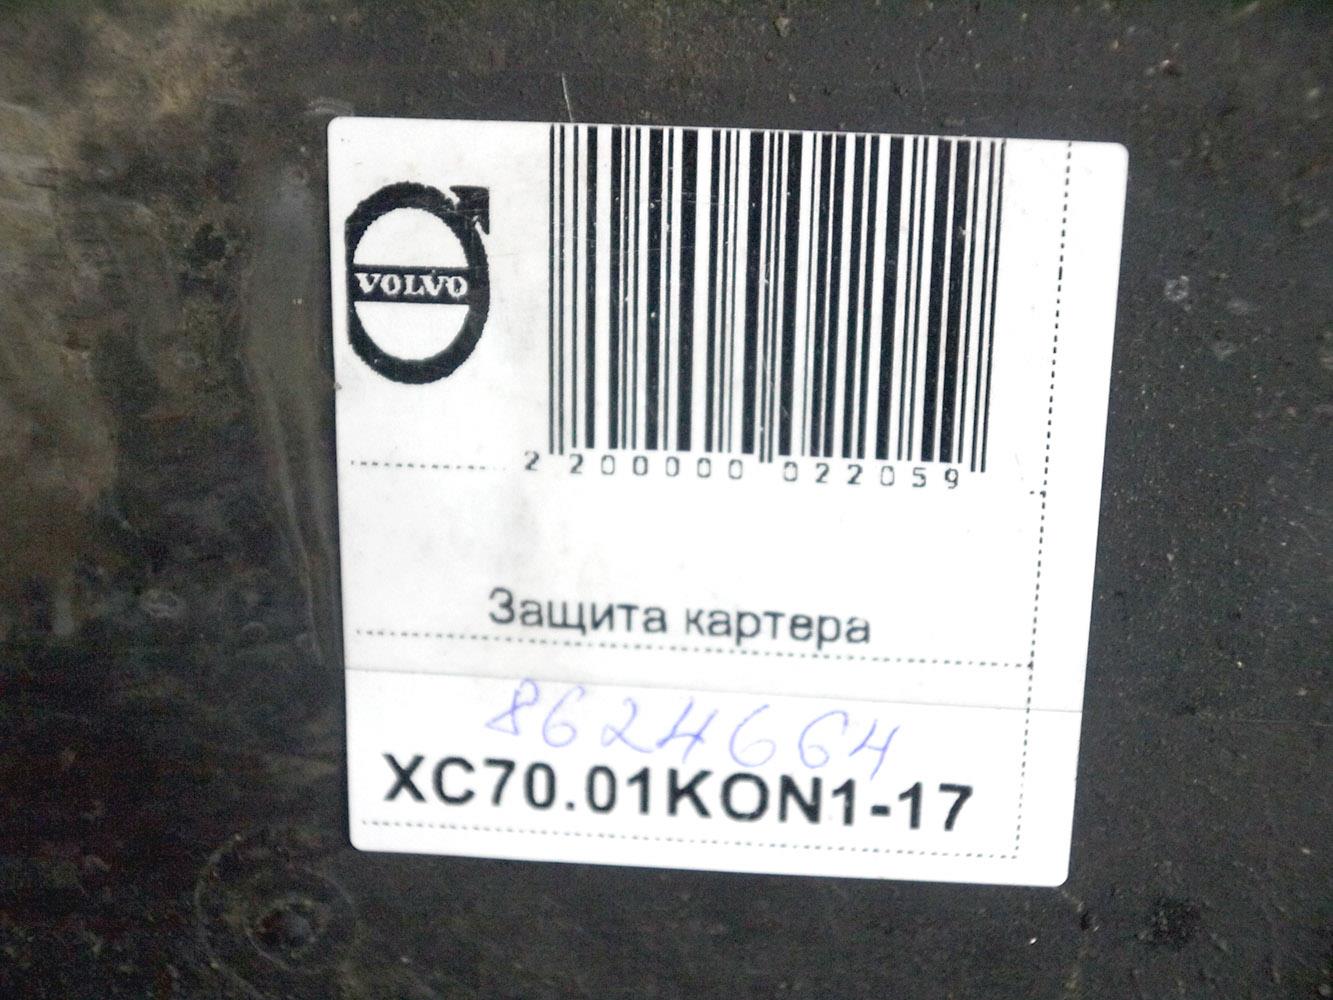 VOLVO
2 200000 022059
Защита картера
8624664
XC70.01KON1-17